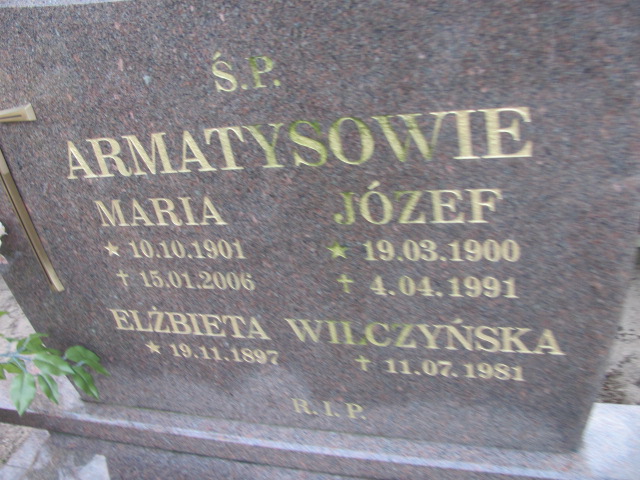 Ś.P.
ARMATYSOWIE
MARIA JÓZEF
★ 10.10.1901 ★ 19.03.1900
† 15.01.2006 † 4.04.1991
ELŻBIETA WILCZYŃSKA
★ 19.11.1897 † 11.07.1981
R.I.P.